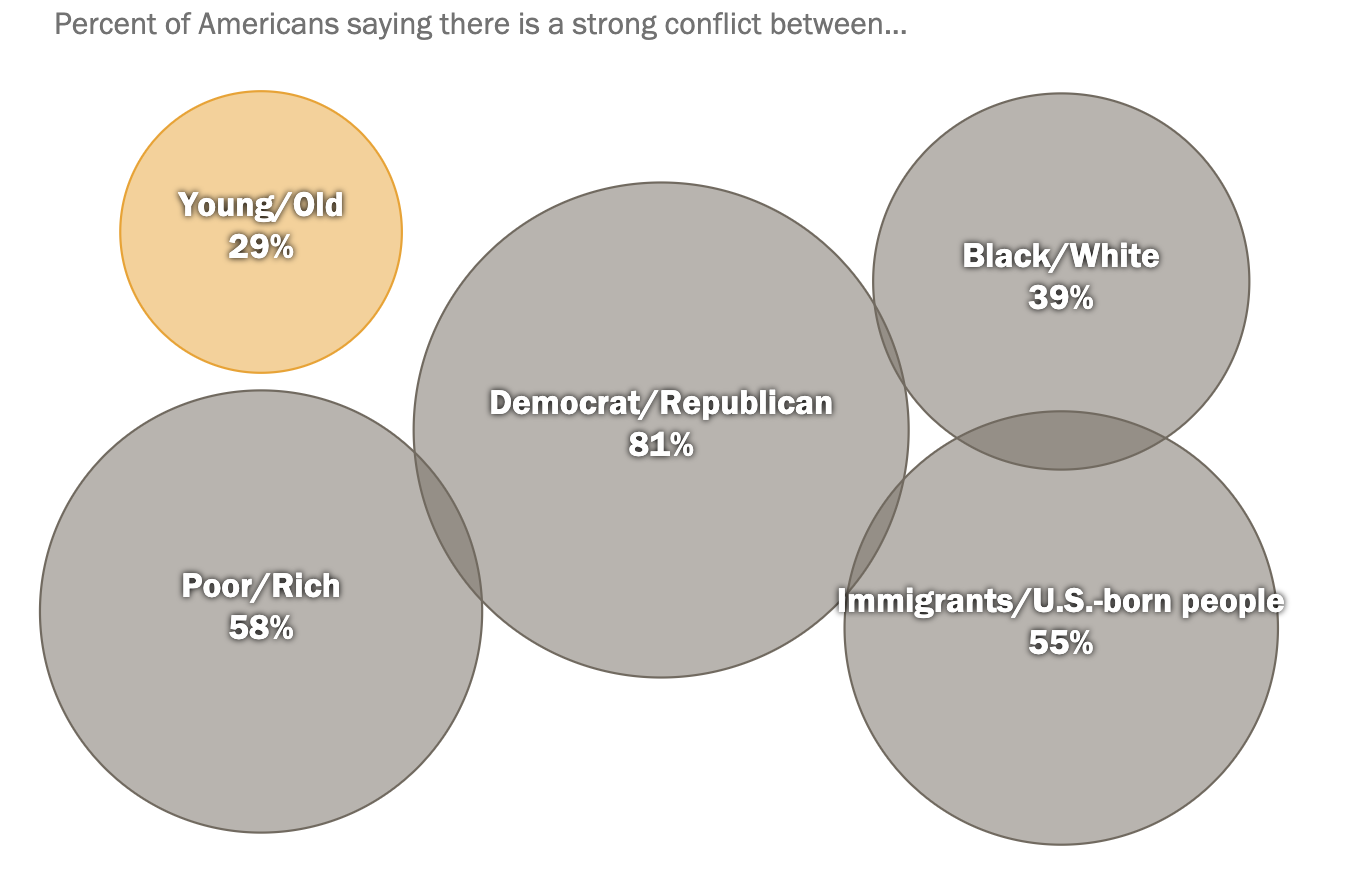 Percent of Americans saying there is a strong conflict between...
Young/Old
29%
Black/White
39%
Democrat/Republican
81%
Poor/Rich
58%
Immigrants/U.S.-born people
55%